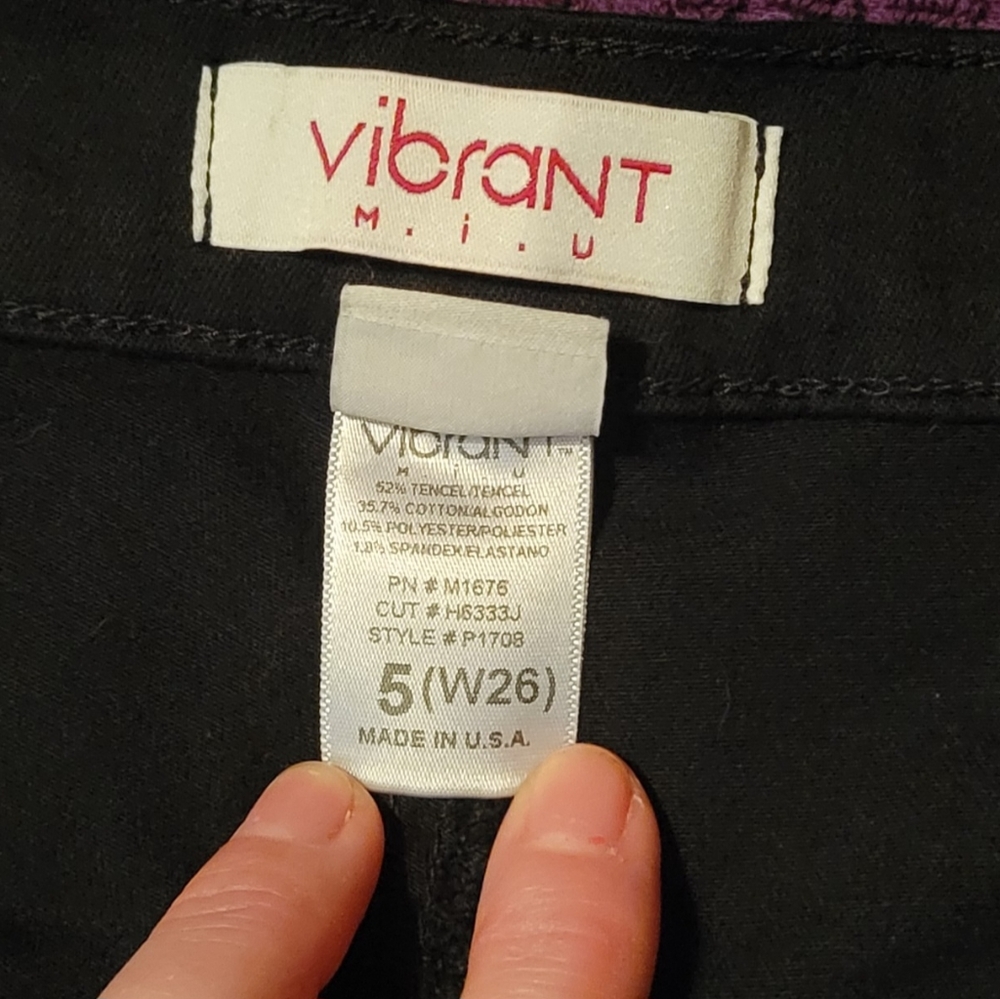 vibraNT
M.i.U
VibraNT™
M i U
52% TENCEL/TENCEL
35.7% COTTON/ALGODON
10.5% POLYESTER/POLIESTER
1.8% SPANDEX/ELASTANO
PN # M1676
CUT # H6333J
STYLE # P1708
5 (W26)
MADE IN U.S.A.